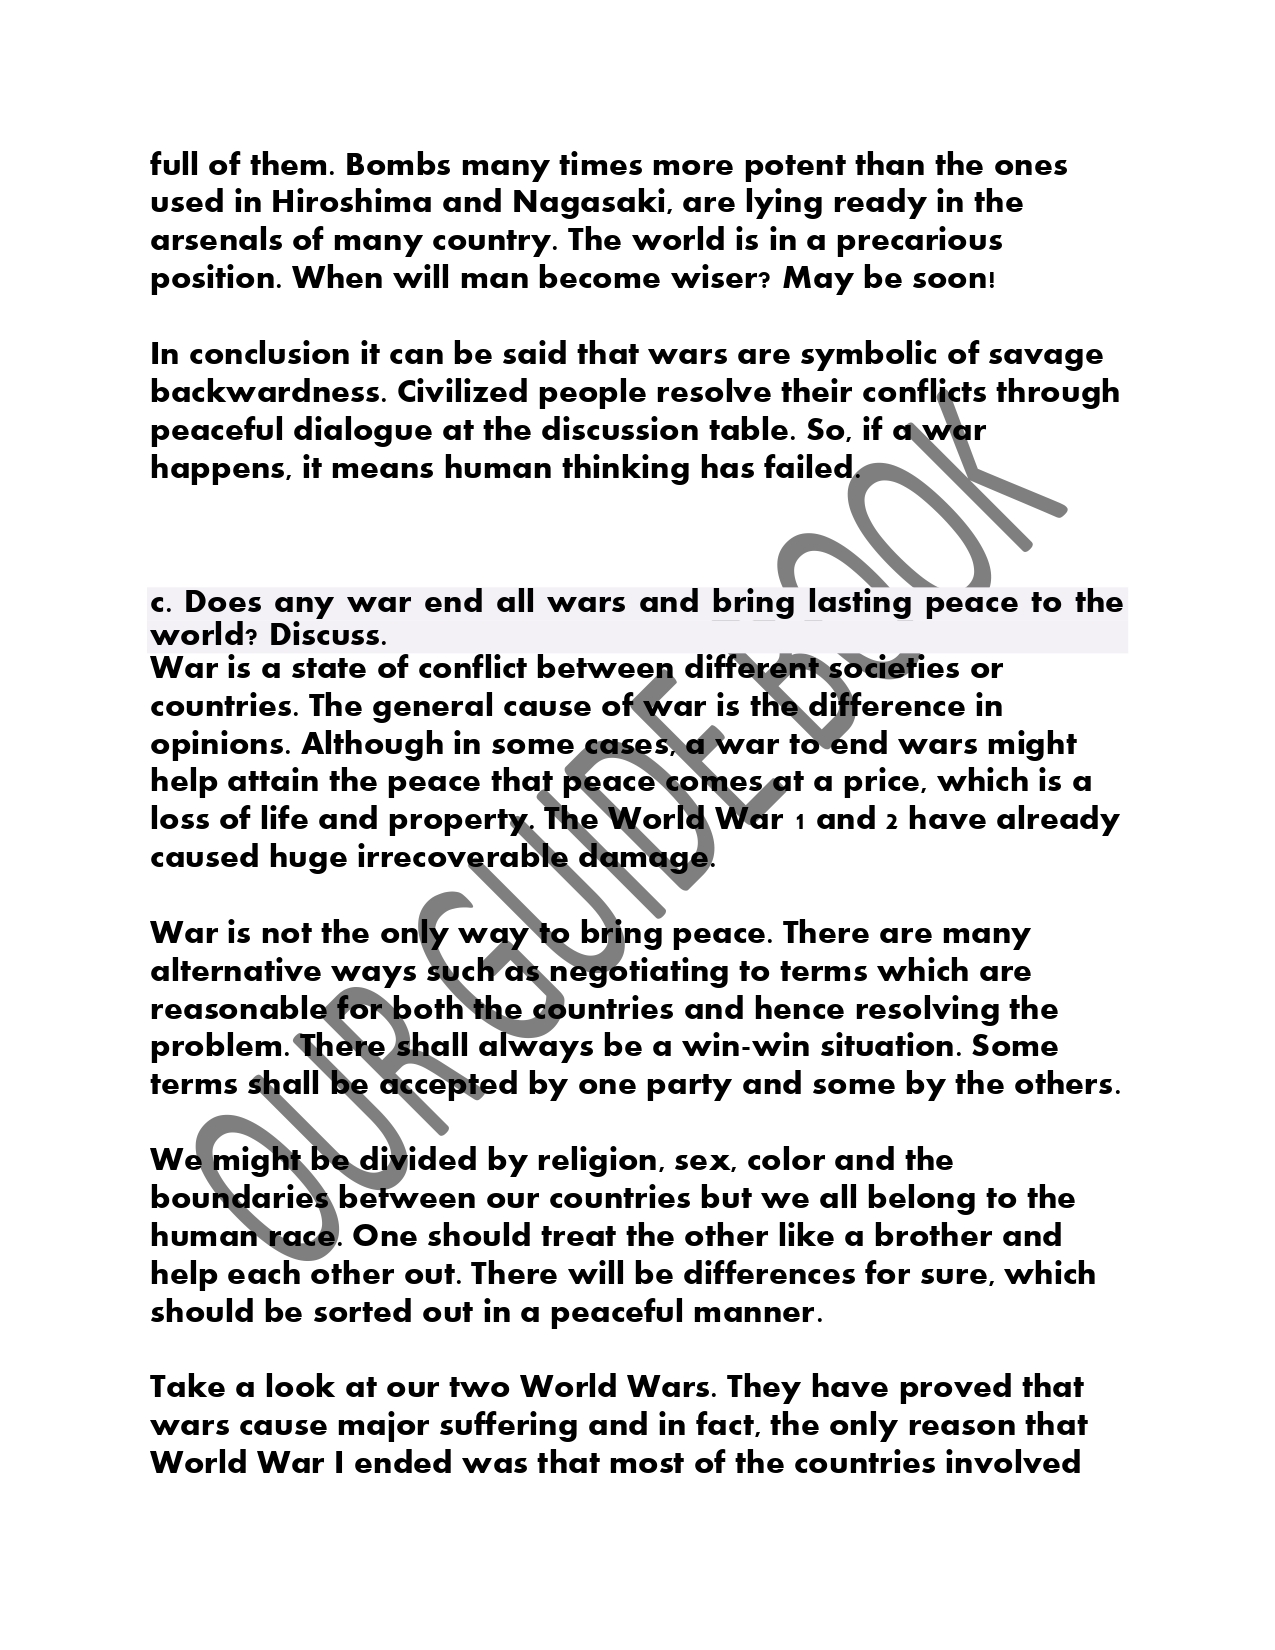 full of them. Bombs many times more potent than the ones
used in Hiroshima and Nagasaki, are lying ready in the
arsenals of many country. The world is in a precarious
position. When will man become wiser? May be soon!
In conclusion it can be said that wars are symbolic of savage
backwardness. Civilized people resolve their conflicts through
peaceful dialogue at the discussion table. So, if a war
happens, it means human thinking has failed.
c. Does any war end all wars and bring lasting peace to the
world? Discuss.
War is a state of conflict between different societies or
countries. The general cause of war is the difference in
opinions. Although in some cases, a war to end wars might
help attain the peace that peace comes at a price, which is a
loss of life and property. The World War 1 and 2 have already
caused huge irrecoverable damage.
War is not the only way to bring peace. There are many
alternative ways such as negotiating to terms which are
reasonable for both the countries and hence resolving the
problem. There shall always be a win-win situation. Some
terms shall be accepted by one party and some by the others.
We might be divided by religion, sex, color and the
boundaries between our countries but we all belong to the
human race. One should treat the other like a brother and
help each other out. There will be differences for sure, which
should be sorted out in a peaceful manner.
Take a look at our two World Wars. They have proved that
wars cause major suffering and in fact, the only reason that
World War I ended was that most of the countries involved
OUR GUIDE BOOK